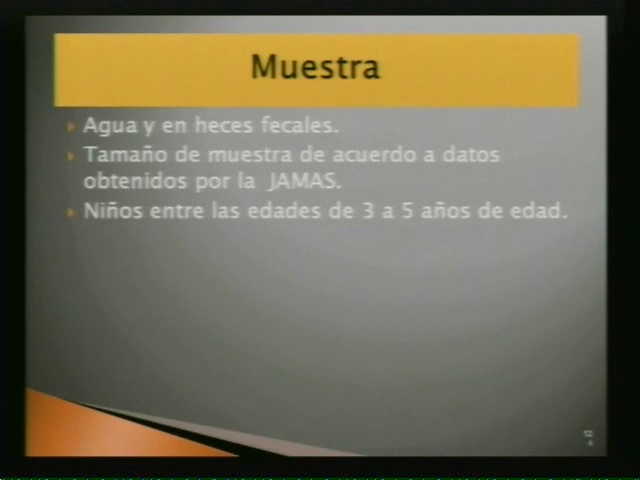 Muestra
Agua y en heces fecales.
Tamaño de muestra de acuerdo a datos
obtenidos por la JAMAS.
Niños entre las edades de 3 a 5 años de edad.